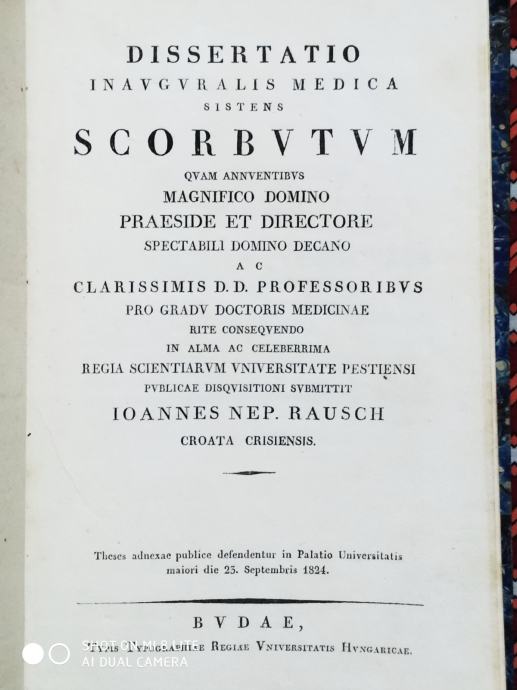 DISSERTATIO
INAVGVRALIS MEDICA
SISTENS
SCORBVTVM
QVAM ANNVENTIBVS
MAGNIFICO DOMINO
PRAESIDE ET DIRECTORE
SPECTABILI DOMINO DECANO
A C
CLARISSIMIS D.D. PROFESSORIBVS
PRO GRADV DOCTORIS MEDICINAE
RITE CONSEQVENDO
IN ALMA AC CELEBERRIMA
REGIA SCIENTIARVM VNIVERSITATE PESTIENSI
PVBLICAE DISQVISITIONI SVBMITTIT
IOANNES NEP. RAUSCH
CROATA CRISIENSIS.
Theses adnexae publice defendentur in Palatio Universitatis
maiori die 25. Septembris 1824.
BVDAE,
TYPIS TYPOGRAPHIAE REGIAE VNIVERSITATIS HVNGARICAE.
SHOT ON MI 8 LITE
AI DUAL CAMERA